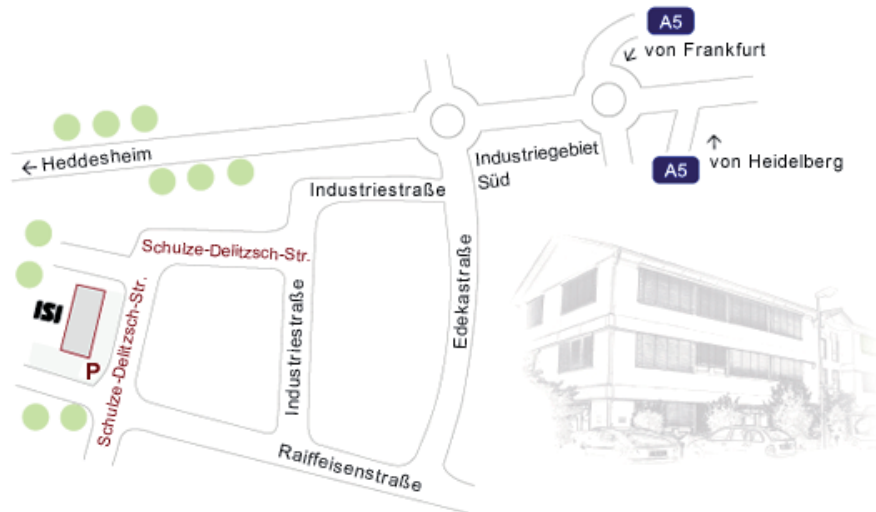 A5
↙ von Frankfurt
← Heddesheim
Industriegebiet
Süd
A5
↑ von Heidelberg
Industriestraße
Schulze-Delitzsch-Str.
Edekastraße
Industriestraße
ISI
Schulze-Delitzsch-Str.
P
Raiffeisenstraße